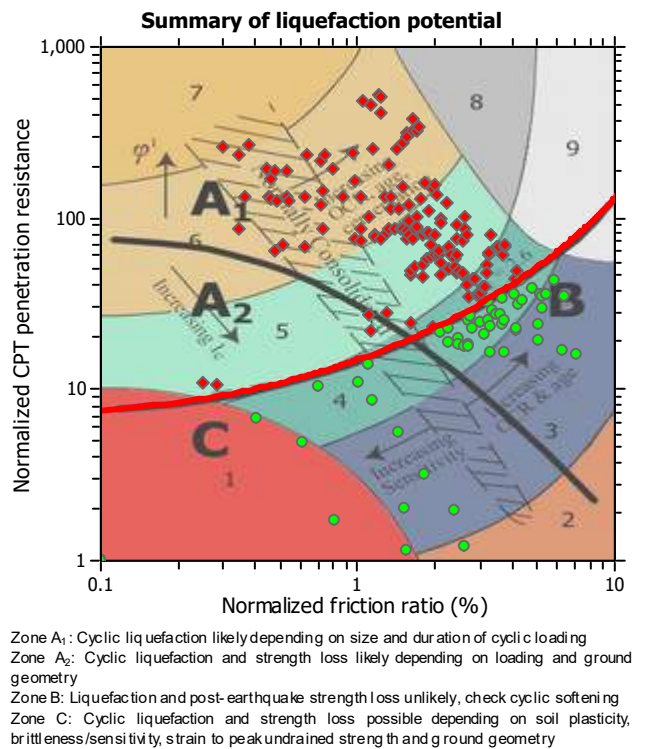 Summary of liquefaction potential
1,000
7
8
9
φ'
A1
6
100
A2
Increasing Ic
5
B
10
4
Increasing
OCR & age
3
C
Increasing
Sensitivity
1
2
1
0.1
1
10
Normalized CPT penetration resistance
Normalized friction ratio (%)
Zone A1: Cyclic liquefaction likely depending on size and duration of cyclic loading
Zone A2: Cyclic liquefaction and strength loss likely depending on loading and ground
geometry
Zone B: Liquefaction and post-earthquake strength loss unlikely, check cyclic softening
Zone C: Cyclic liquefaction and strength loss possible depending on soil plasticity,
brittleness/sensitivity, strain to peak undrained strength and ground geometry